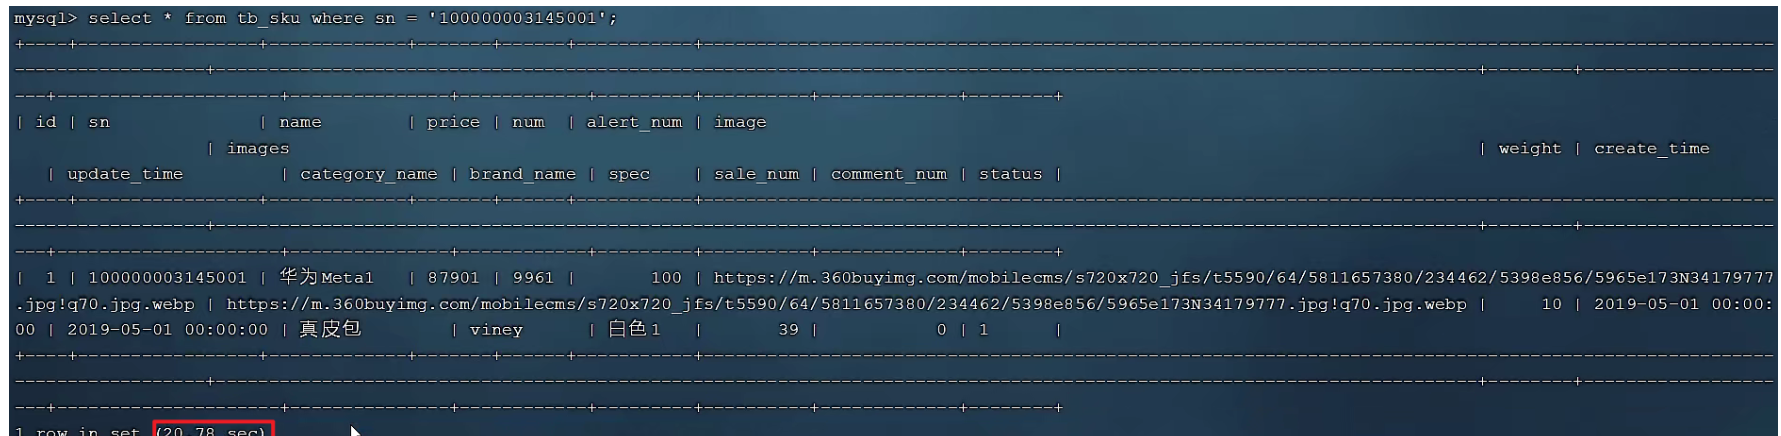 mysql> select * from tb_sku where sn = '100000003145001';
| id | sn | name | price | num | alert_num | image
| images | weight | create_time
| update_time | category_name | brand_name | spec | sale_num | comment_num | status |
| 1 | 100000003145001 | 华为Meta1 | 87901 | 9961 | 100 | https://m.360buyimg.com/mobilecms/s720x720_jfs/t5590/64/5811657380/234462/5398e856/5965e173N34179777
.jpg!q70.jpg.webp | https://m.360buyimg.com/mobilecms/s720x720_jfs/t5590/64/5811657380/234462/5398e856/5965e173N34179777.jpg!q70.jpg.webp | 10 | 2019-05-01 00:00:
00 | 2019-05-01 00:00:00 | 真皮包 | viney | 白色1 | 39 | 0 | 1 |
1 row in set (20.78 sec)